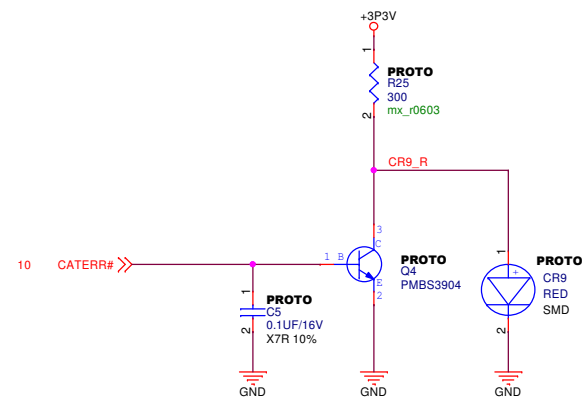 +3P3V
1
PROTO
R25
300
mx_r0603
2
CR9_R
3
C
10 CATERR#
1 B
E
2
PROTO
Q4
PMBS3904
1
PROTO
C5
0.1UF/16V
X7R 10%
2
1
+
PROTO
CR9
RED
SMD
2
GND
GND
GND